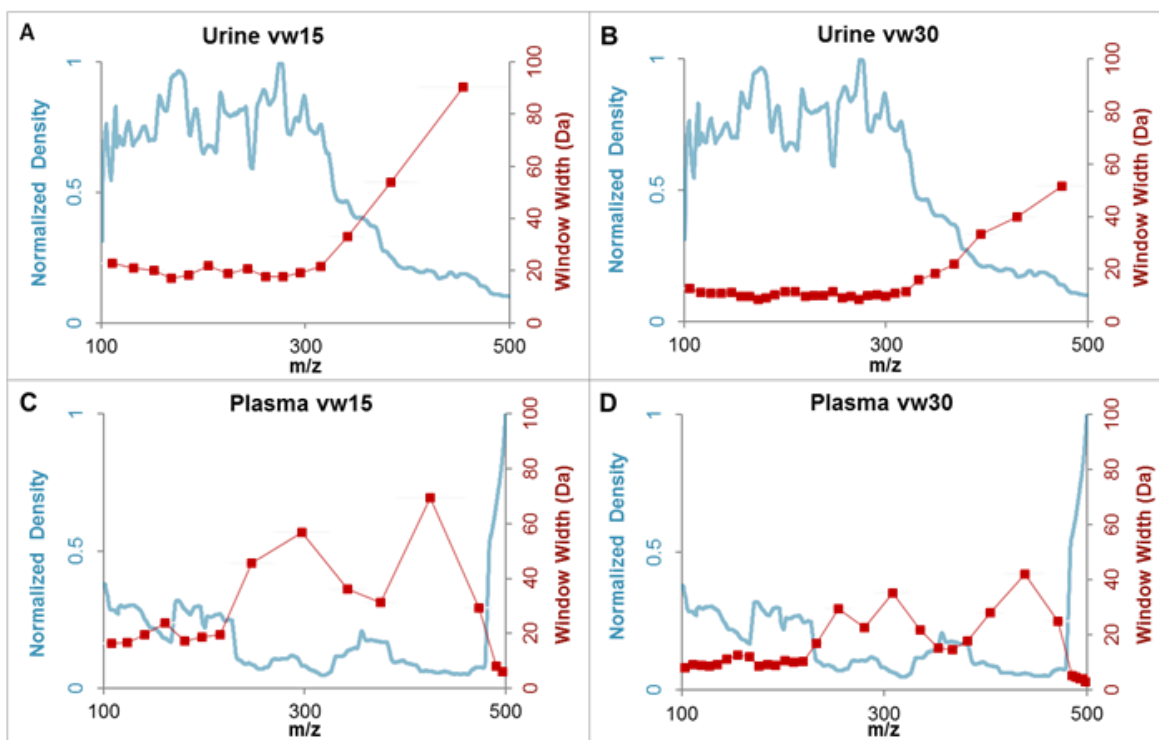 A
Urine vw15
Normalized Density
1
0.5
0
100
80
60
40
20
0
Window Width (Da)
100
300
500
m/z
B
Urine vw30
Normalized Density
1
0.5
0
100
80
60
40
20
0
Window Width (Da)
100
300
500
m/z
C
Plasma vw15
Normalized Density
1
0.5
0
100
80
60
40
20
0
Window Width (Da)
100
300
500
m/z
D
Plasma vw30
Normalized Density
1
0.5
0
100
80
60
40
20
0
Window Width (Da)
100
300
500
m/z